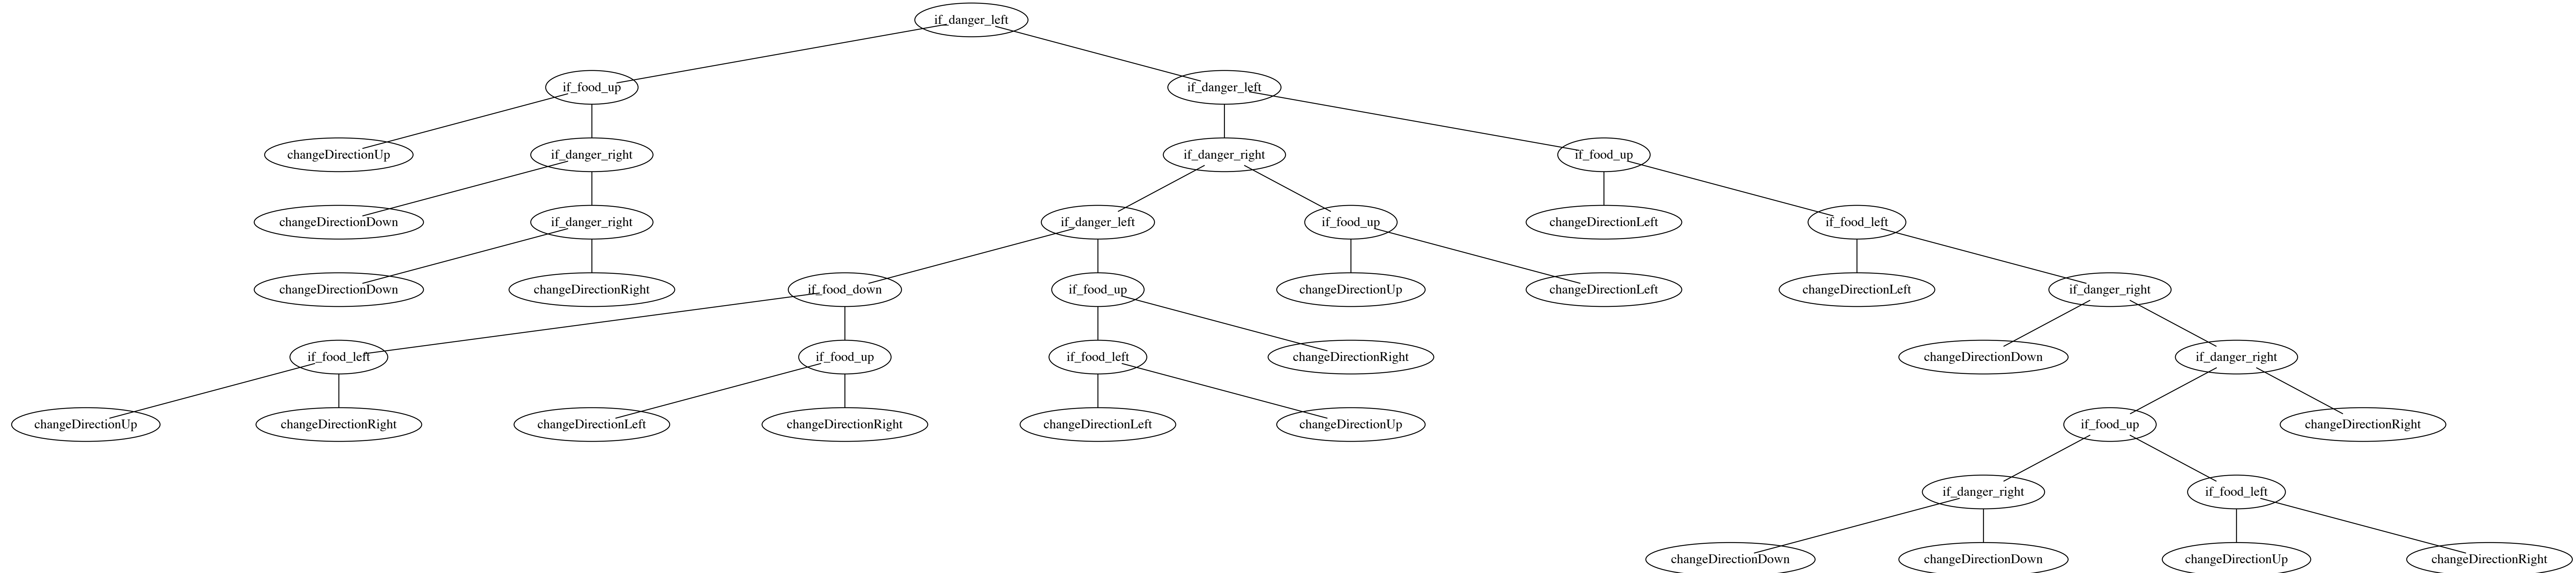 if_danger_left
if_food_up
if_danger_left
changeDirectionUp
if_danger_right
if_danger_right
if_food_up
changeDirectionDown
if_danger_right
if_danger_left
if_food_up
changeDirectionLeft
if_food_left
changeDirectionDown
changeDirectionRight
if_food_down
if_food_up
changeDirectionUp
changeDirectionLeft
changeDirectionLeft
if_danger_right
if_food_left
if_food_up
if_food_left
changeDirectionRight
changeDirectionDown
if_danger_right
changeDirectionUp
changeDirectionRight
changeDirectionLeft
changeDirectionRight
changeDirectionLeft
changeDirectionUp
if_food_up
changeDirectionRight
if_danger_right
if_food_left
changeDirectionDown
changeDirectionDown
changeDirectionUp
changeDirectionRight